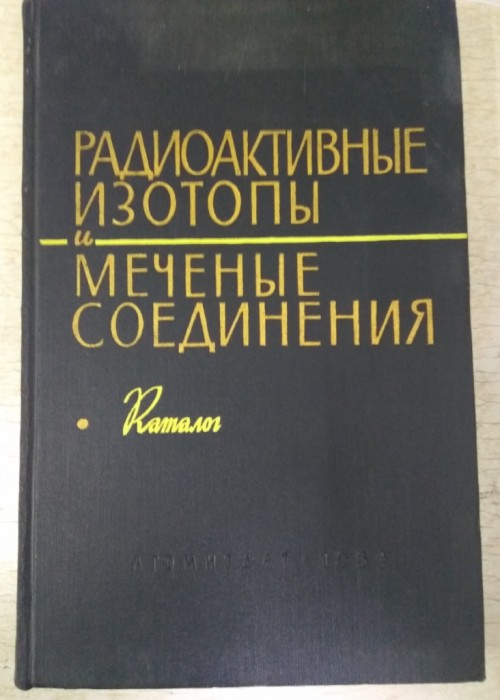 РАДИОАКТИВНЫЕ
ИЗОТОПЫ
и
МЕЧЕНЫЕ
СОЕДИНЕНИЯ
• Каталог
АТОМИЗДАТ